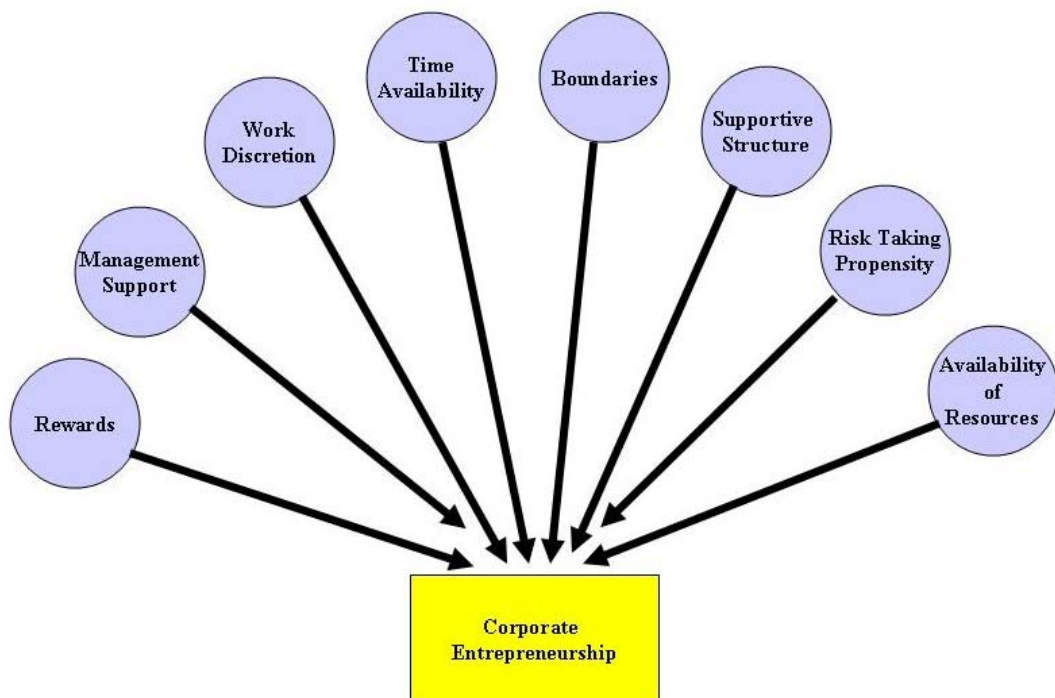 Time
Availability
Boundaries
Work
Discretion
Supportive
Structure
Management
Support
Risk Taking
Propensity
Rewards
Availability
of
Resources
Corporate
Entrepreneurship